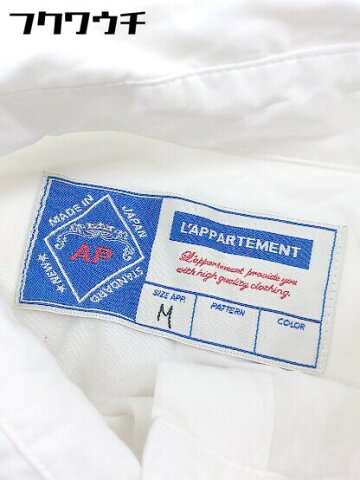 フクワウチ
MADE IN
JAPAN
AP
★NEW★
STANDARD
L'APPARTEMENT
L'appartement provide you
with high quality clothing.
SIZE APP.
PATTERN
COLOR
M